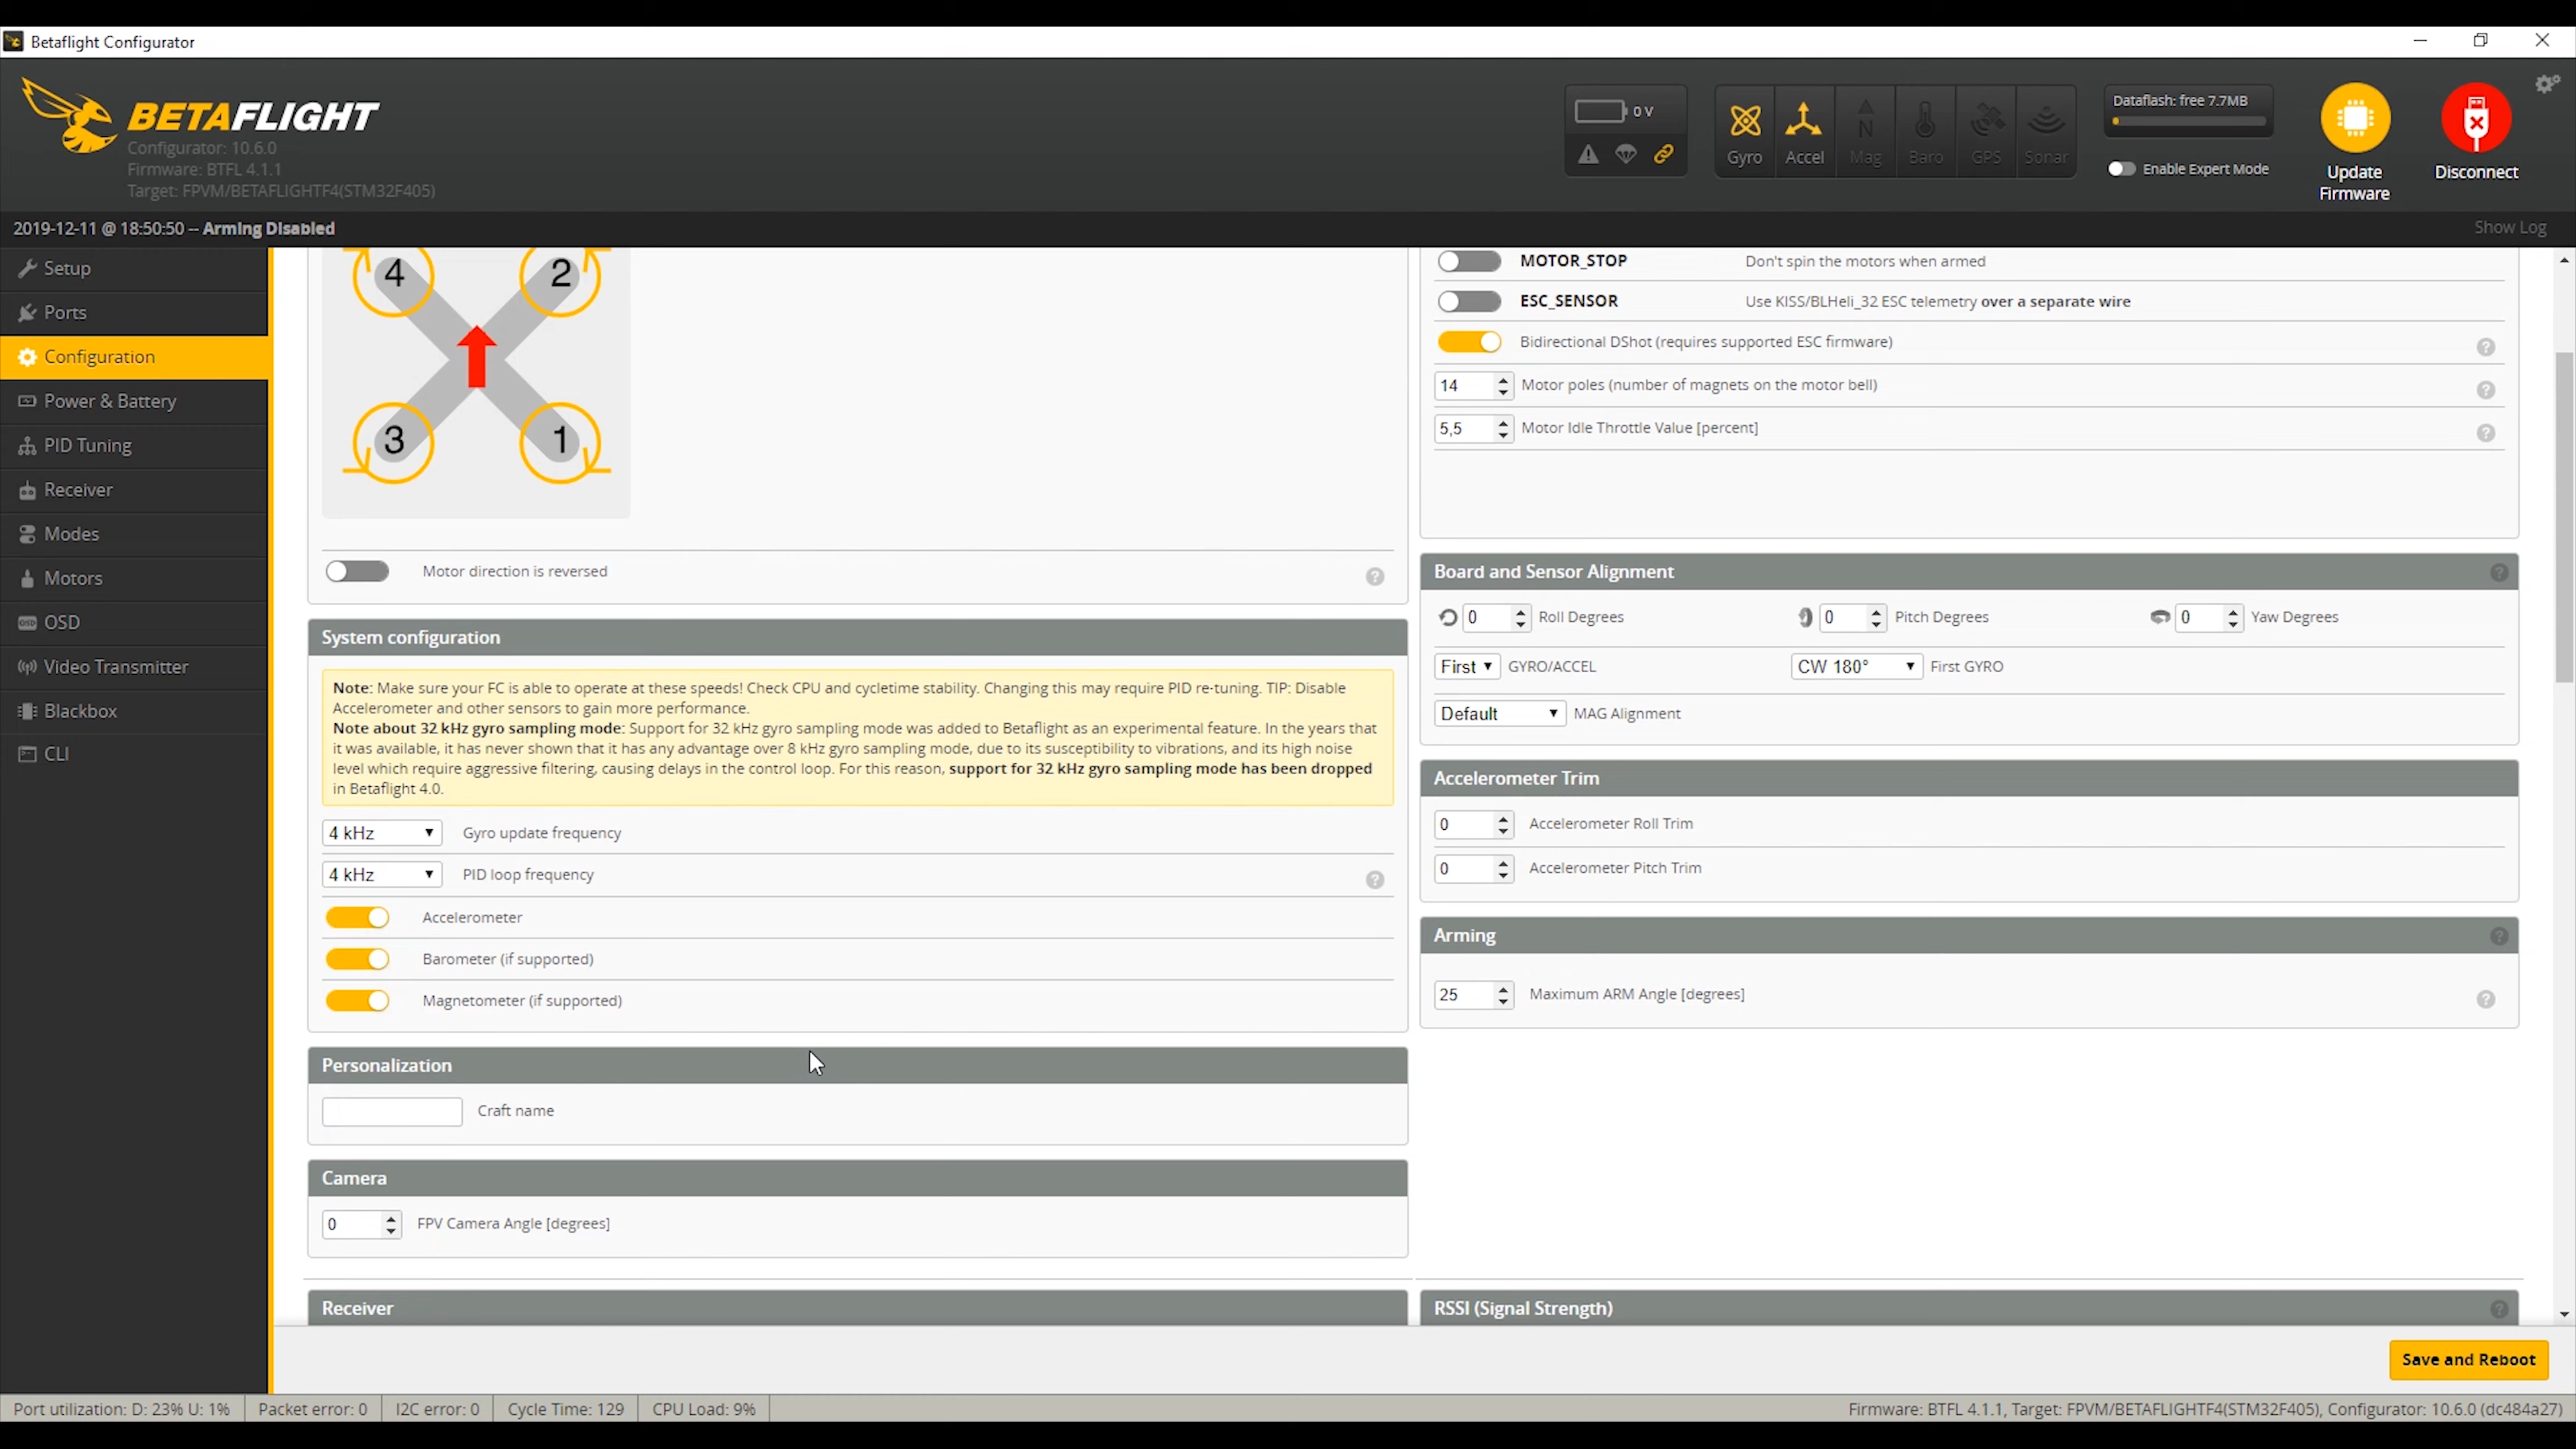 Betaflight Configurator
BETAFLIGHT
Configurator: 10.6.0
Firmware: BTFL 4.1.1
Target: FPVM/BETAFLIGHTF4(STM32F405)
0 V
Gyro
Accel
Mag
Baro
GPS
Sonar
Dataflash: free 7.7MB
Enable Expert Mode
Update
Firmware
Disconnect
2019-12-11 @ 18:50:50 -- Arming Disabled
Show Log
Setup
Ports
Configuration
Power & Battery
PID Tuning
Receiver
Modes
Motors
OSD
Video Transmitter
Blackbox
CLI
4
2
3
1
Motor direction is reversed
System configuration
Note: Make sure your FC is able to operate at these speeds! Check CPU and cycletime stability. Changing this may require PID re-tuning. TIP: Disable
Accelerometer and other sensors to gain more performance.
Note about 32 kHz gyro sampling mode: Support for 32 kHz gyro sampling mode was added to Betaflight as an experimental feature. In the years that
it was available, it has never shown that it has any advantage over 8 kHz gyro sampling mode, due to its susceptibility to vibrations, and its high noise
level which require aggressive filtering, causing delays in the control loop. For this reason, support for 32 kHz gyro sampling mode has been dropped
in Betaflight 4.0.
4 kHz Gyro update frequency
4 kHz PID loop frequency
Accelerometer
Barometer (if supported)
Magnetometer (if supported)
Personalization
Craft name
Camera
0 FPV Camera Angle [degrees]
Receiver
MOTOR_STOP Don't spin the motors when armed
ESC_SENSOR Use KISS/BLHeli_32 ESC telemetry over a separate wire
Bidirectional DShot (requires supported ESC firmware)
14 Motor poles (number of magnets on the motor bell)
5,5 Motor Idle Throttle Value [percent]
Board and Sensor Alignment
0 Roll Degrees 0 Pitch Degrees 0 Yaw Degrees
First GYRO/ACCEL CW 180° First GYRO
Default MAG Alignment
Accelerometer Trim
0 Accelerometer Roll Trim
0 Accelerometer Pitch Trim
Arming
25 Maximum ARM Angle [degrees]
RSSI (Signal Strength)
Save and Reboot
Port utilization: D: 23% U: 1% Packet error: 0 I2C error: 0 Cycle Time: 129 CPU Load: 9% Firmware: BTFL 4.1.1, Target: FPVM/BETAFLIGHTF4(STM32F405), Configurator: 10.6.0 (dc484a27)